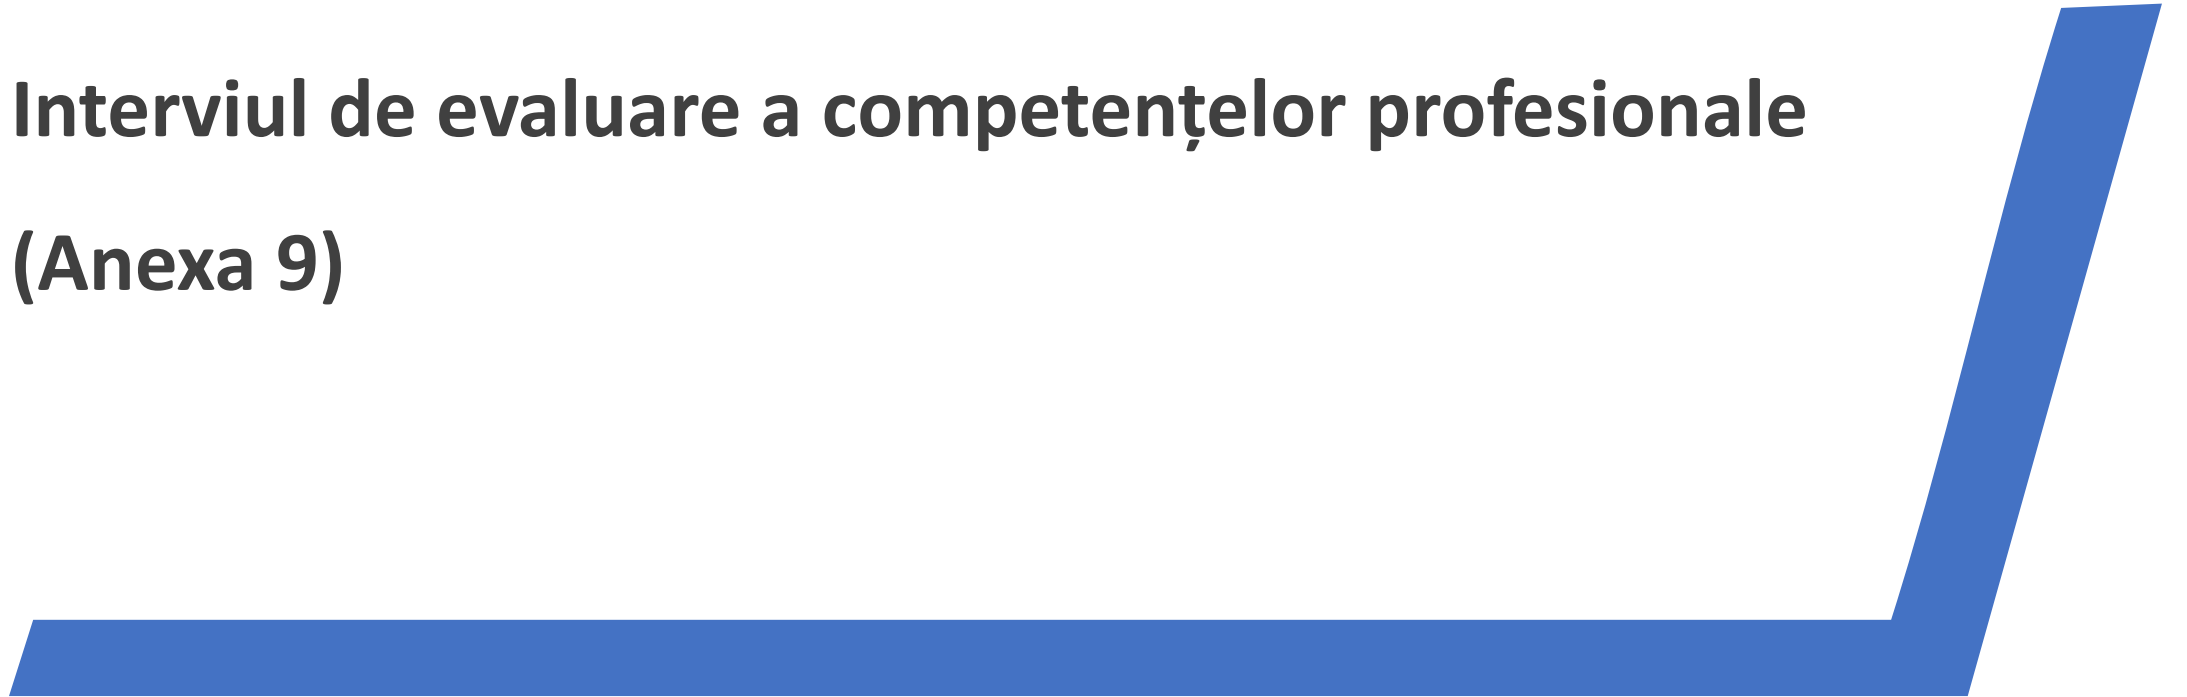 Interviul de evaluare a competențelor profesionale
(Anexa 9)